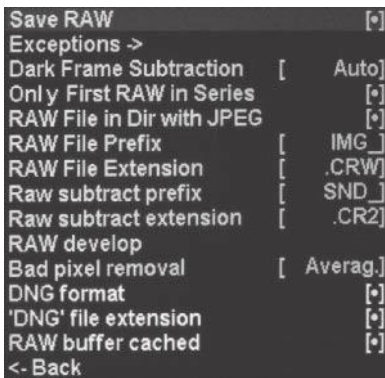 Save RAW [•]
Exceptions ->
Dark Frame Subtraction [ Auto]
Only First RAW in Series [•]
RAW File in Dir with JPEG [•]
RAW File Prefix [ IMG_]
RAW File Extension [ .CRW]
Raw subtract prefix [ SND_]
Raw subtract extension [ .CR2]
RAW develop
Bad pixel removal [ Averag.]
DNG format [•]
'DNG' file extension [•]
RAW buffer cached [•]
<- Back